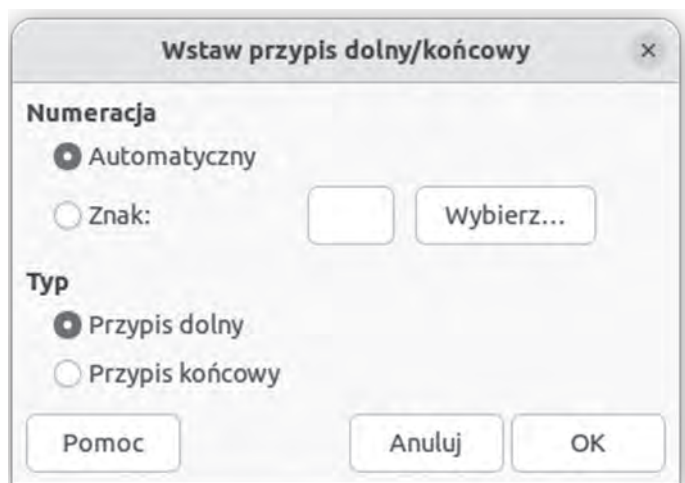 Wstaw przypis dolny/końcowy
Numeracja
Automatyczny
Znak: Wybierz...
Typ
Przypis dolny
Przypis końcowy
Pomoc Anuluj OK